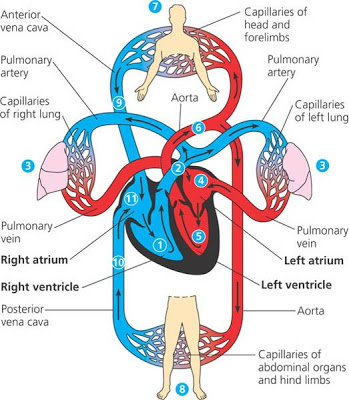 7
Anterior
vena cava
Capillaries of
head and
forelimbs
Pulmonary
artery
Pulmonary
artery
9
Aorta
Capillaries
of right lung
Capillaries
of left lung
6
3
2
3
4
11
Pulmonary
vein
Pulmonary
vein
1
5
Right atrium
Left atrium
10
Right ventricle
Left ventricle
Posterior
vena cava
Aorta
Capillaries of
abdominal organs
and hind limbs
8